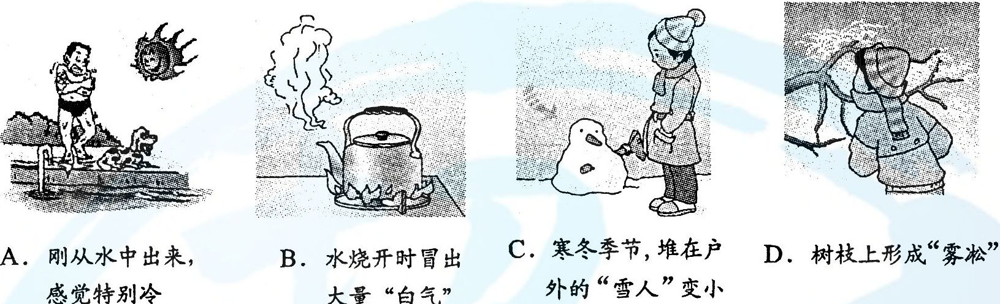 A. 刚从水中出来，
感觉特别冷
B. 水烧开时冒出
大量“白气”
C. 寒冬季节，堆在户
外的“雪人”变小
D. 树枝上形成“雾凇”